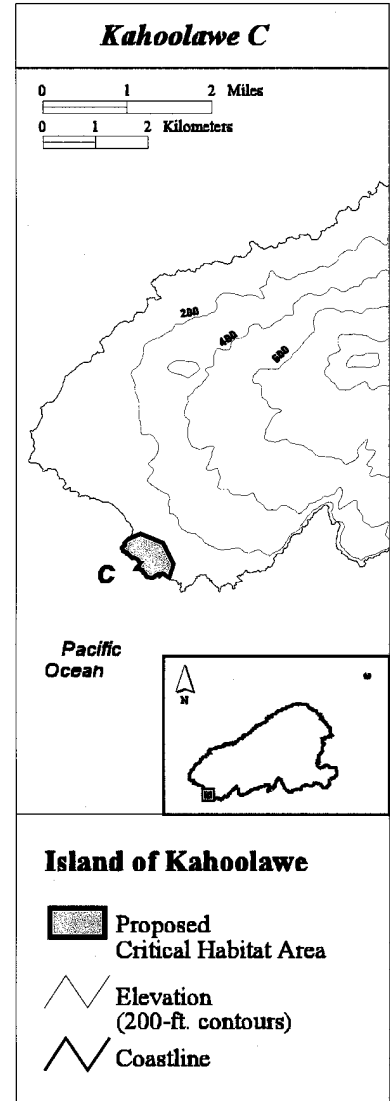 Kahoolawe C
0 1 2 Miles
0 1 2 Kilometers
200
400
600
C
Pacific
Ocean
N
Island of Kahoolawe
Proposed
Critical Habitat Area
Elevation
(200-ft. contours)
Coastline